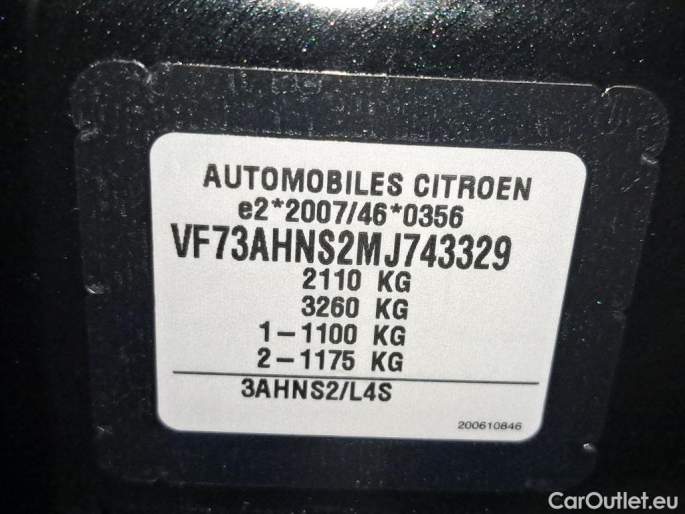 AUTOMOBILES CITROEN
e2*2007/46*0356
VF73AHNS2MJ743329
2110 KG
3260 KG
1-1100 KG
2-1175 KG
3AHNS2/L4S
200610846
CarOutlet.eu